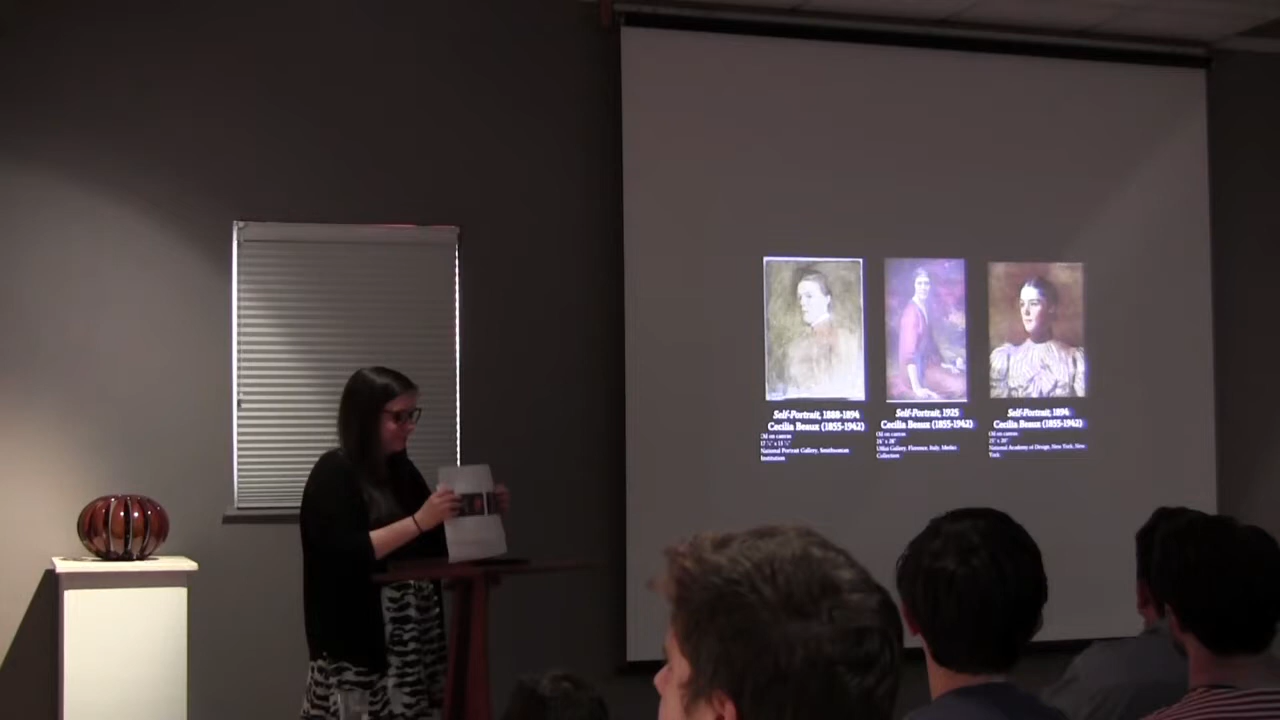 Self-Portrait, 1888-1894
Cecilia Beaux (1855-1942)
Oil on canvas
National Portrait Gallery, Smithsonian
Institution
Self-Portrait, 1925
Cecilia Beaux (1855-1942)
Oil on canvas
Uffizi Gallery, Florence, Italy, Medici
Collection
Self-Portrait, 1894
Cecilia Beaux (1855-1942)
Oil on canvas
25" x 20"
National Academy of Design, New York, New
York